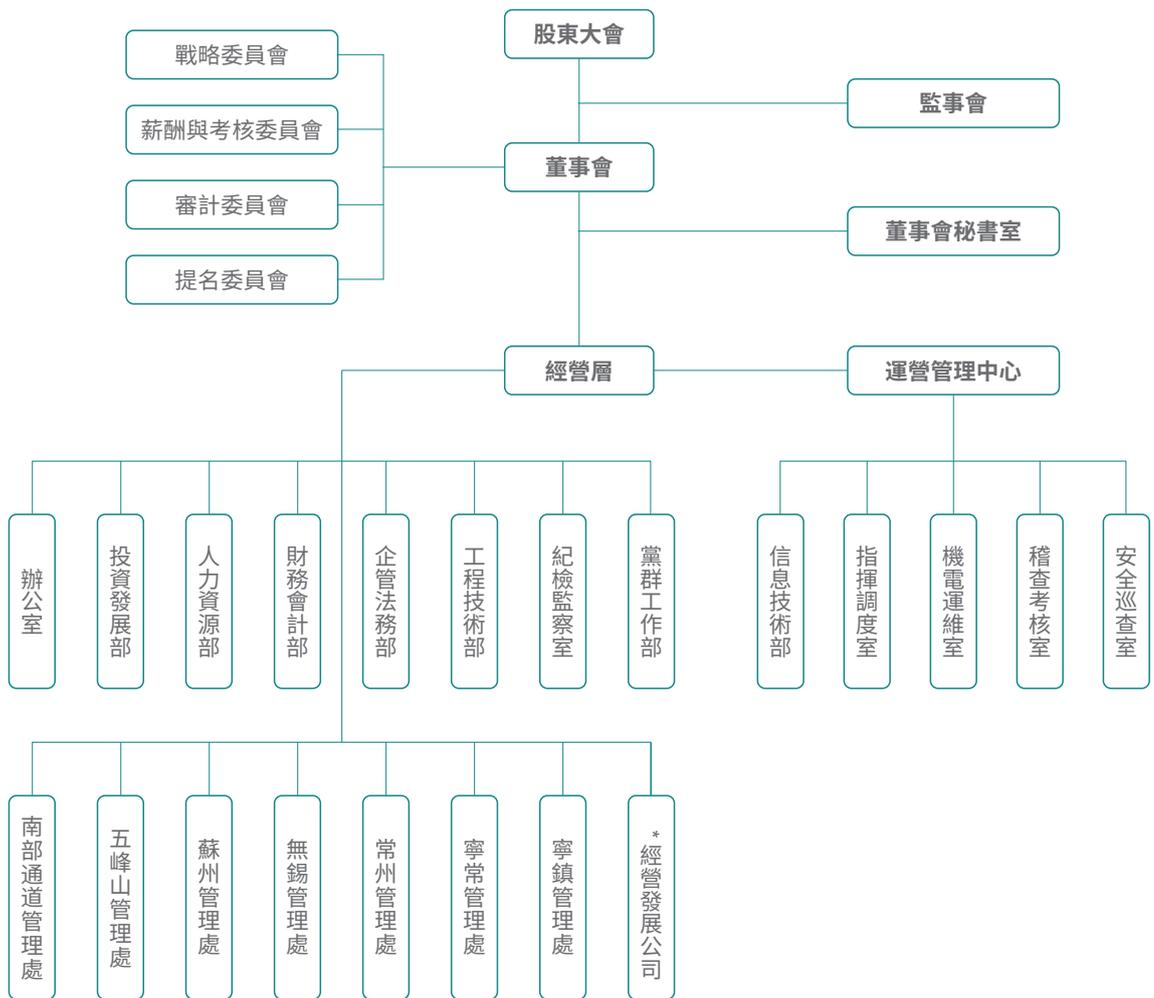 股東大會
戰略委員會
監事會
薪酬與考核委員會
董事會
審計委員會
董事會秘書室
提名委員會
經營層
運營管理中心
辦公室
投資發展部
人力資源部
財務會計部
企管法務部
工程技術部
紀檢監察室
黨群工作部
信息技術部
指揮調度室
機電運維室
稽查考核室
安全巡查室
南部通道管理處
五峰山管理處
蘇州管理處
無錫管理處
常州管理處
寧常管理處
寧鎮管理處
*經營發展公司